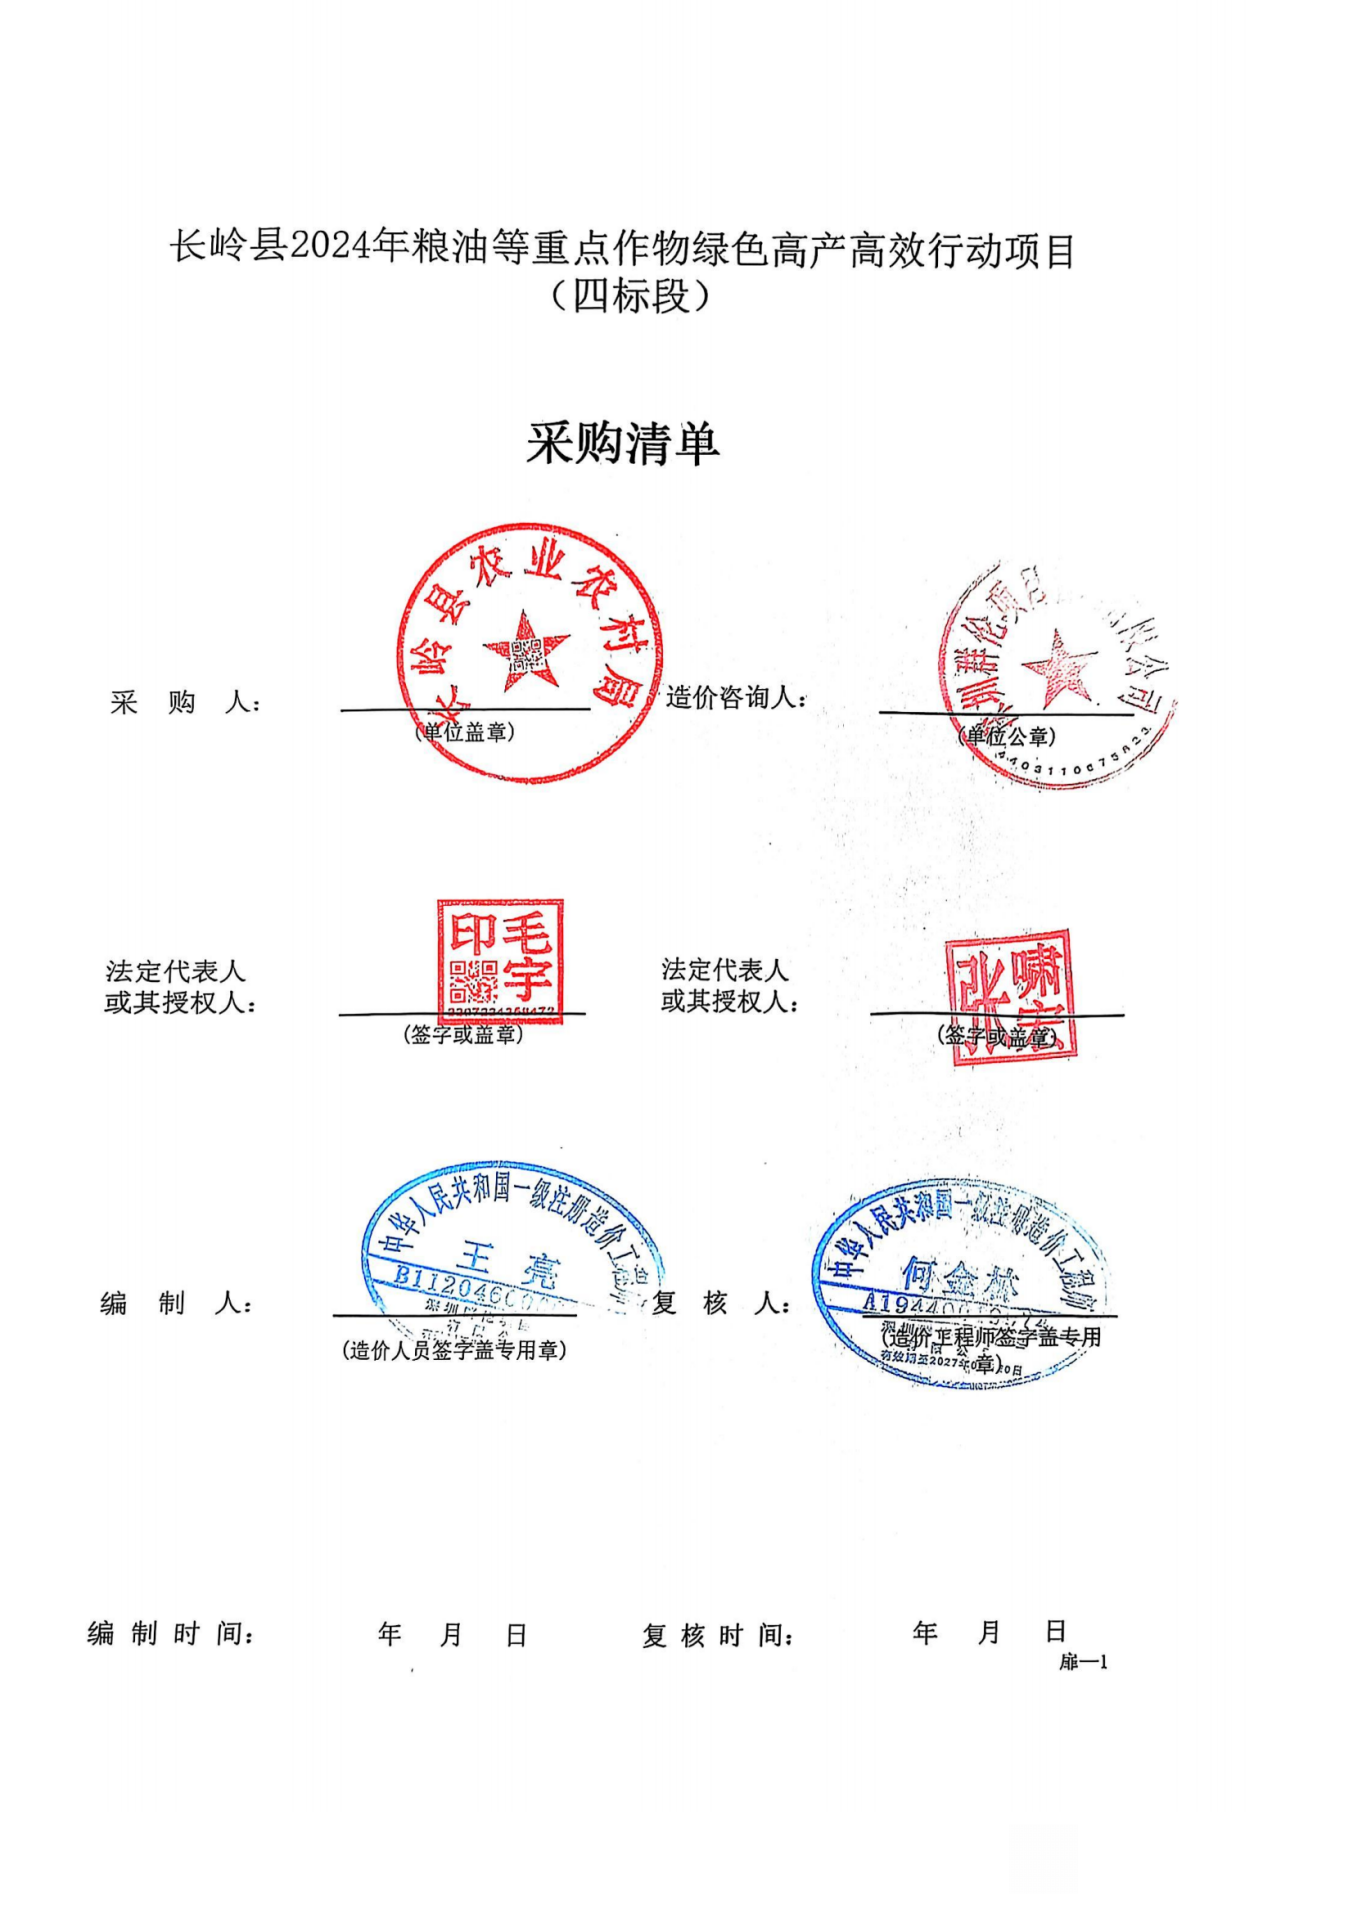 长岭县2024年粮油等重点作物绿色高产高效行动项目
（四标段）
采购清单
长岭县农业农村局
采 购 人：
(单位盖章)
造价咨询人：
(单位公章)
法定代表人
或其授权人：
印毛宇
(签字或盖章)
法定代表人
或其授权人：
张啸宏
(签字或盖章)
中华人民共和国一级注册造价工程师
王 亮
编 制 人：
(造价人员签字盖专用章)
中华人民共和国一级注册造价工程师
何金林
复 核 人：
(造价工程师签字盖专用
章)
编 制 时 间： 年 月 日
复 核 时 间： 年 月 日
扉—1